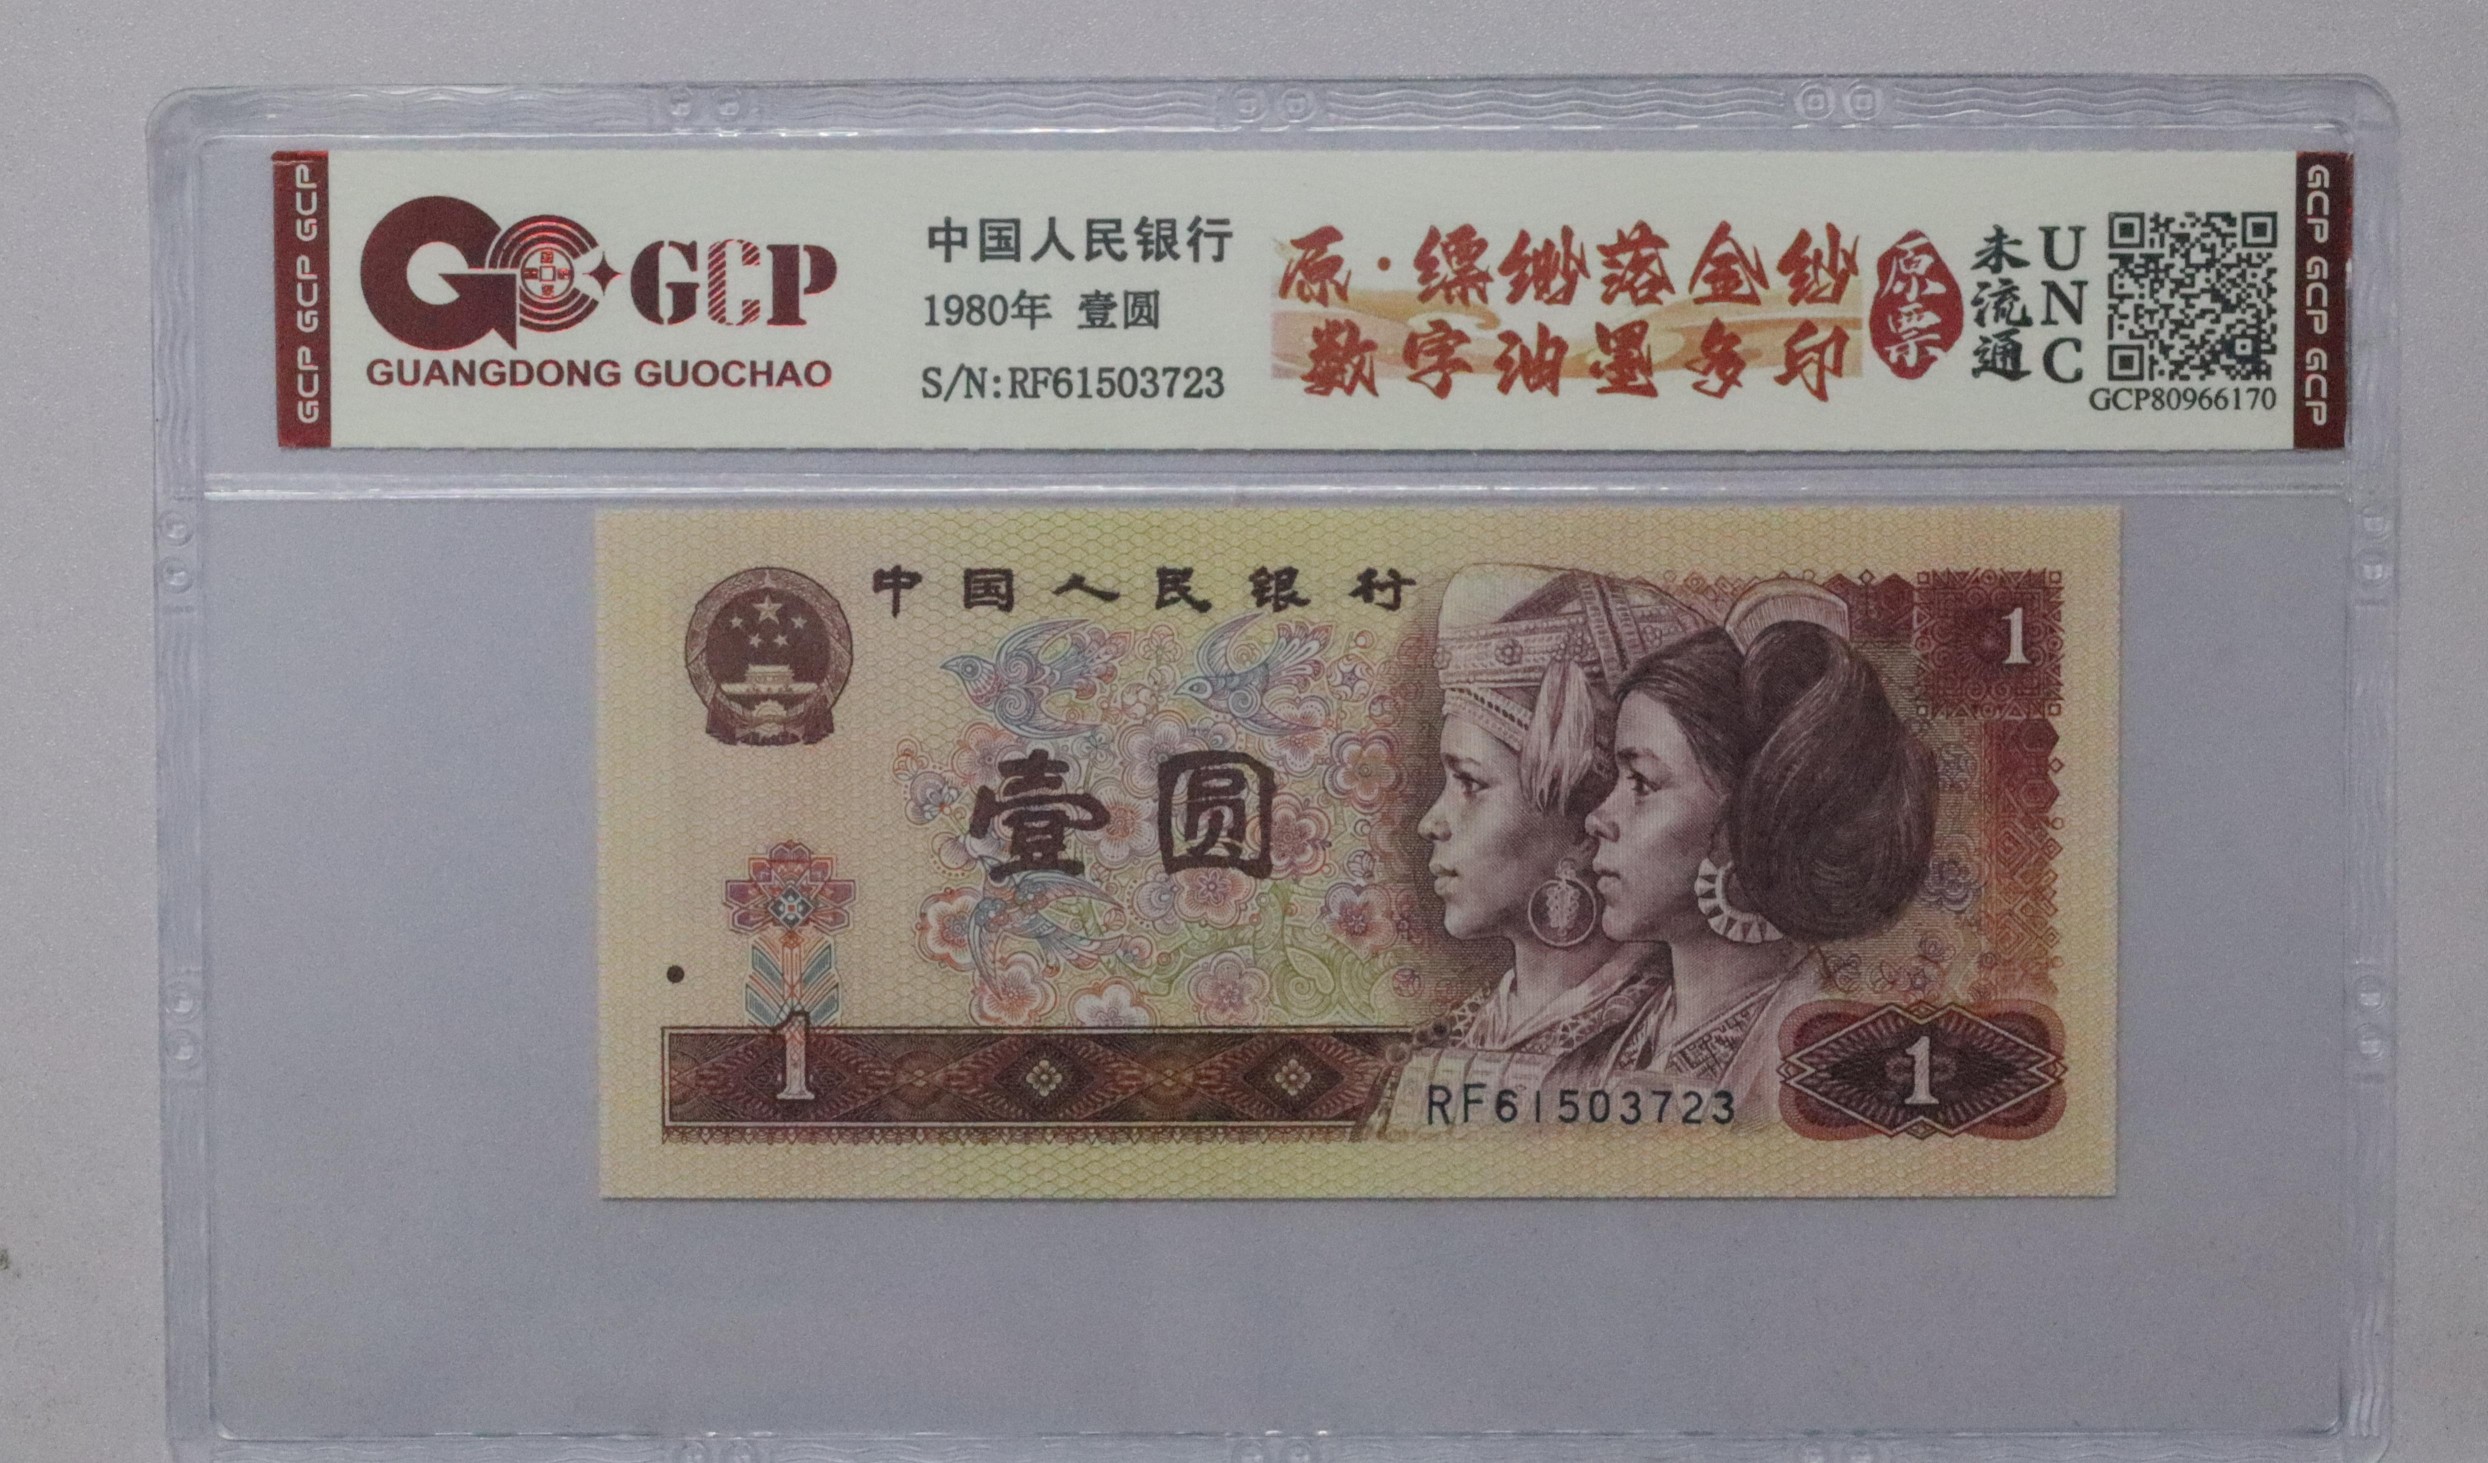 GCP GCP GCP
GCP
GUANGDONG GUOCHAO
中国人民银行
1980年 壹圆
S/N:RF61503723
原·缥缈落金纱
数字油墨多印
原票
未流通
UNC
GCP80966170
GCP GCP GCP
中国人民银行
1
壹圆
1
1
RF61503723